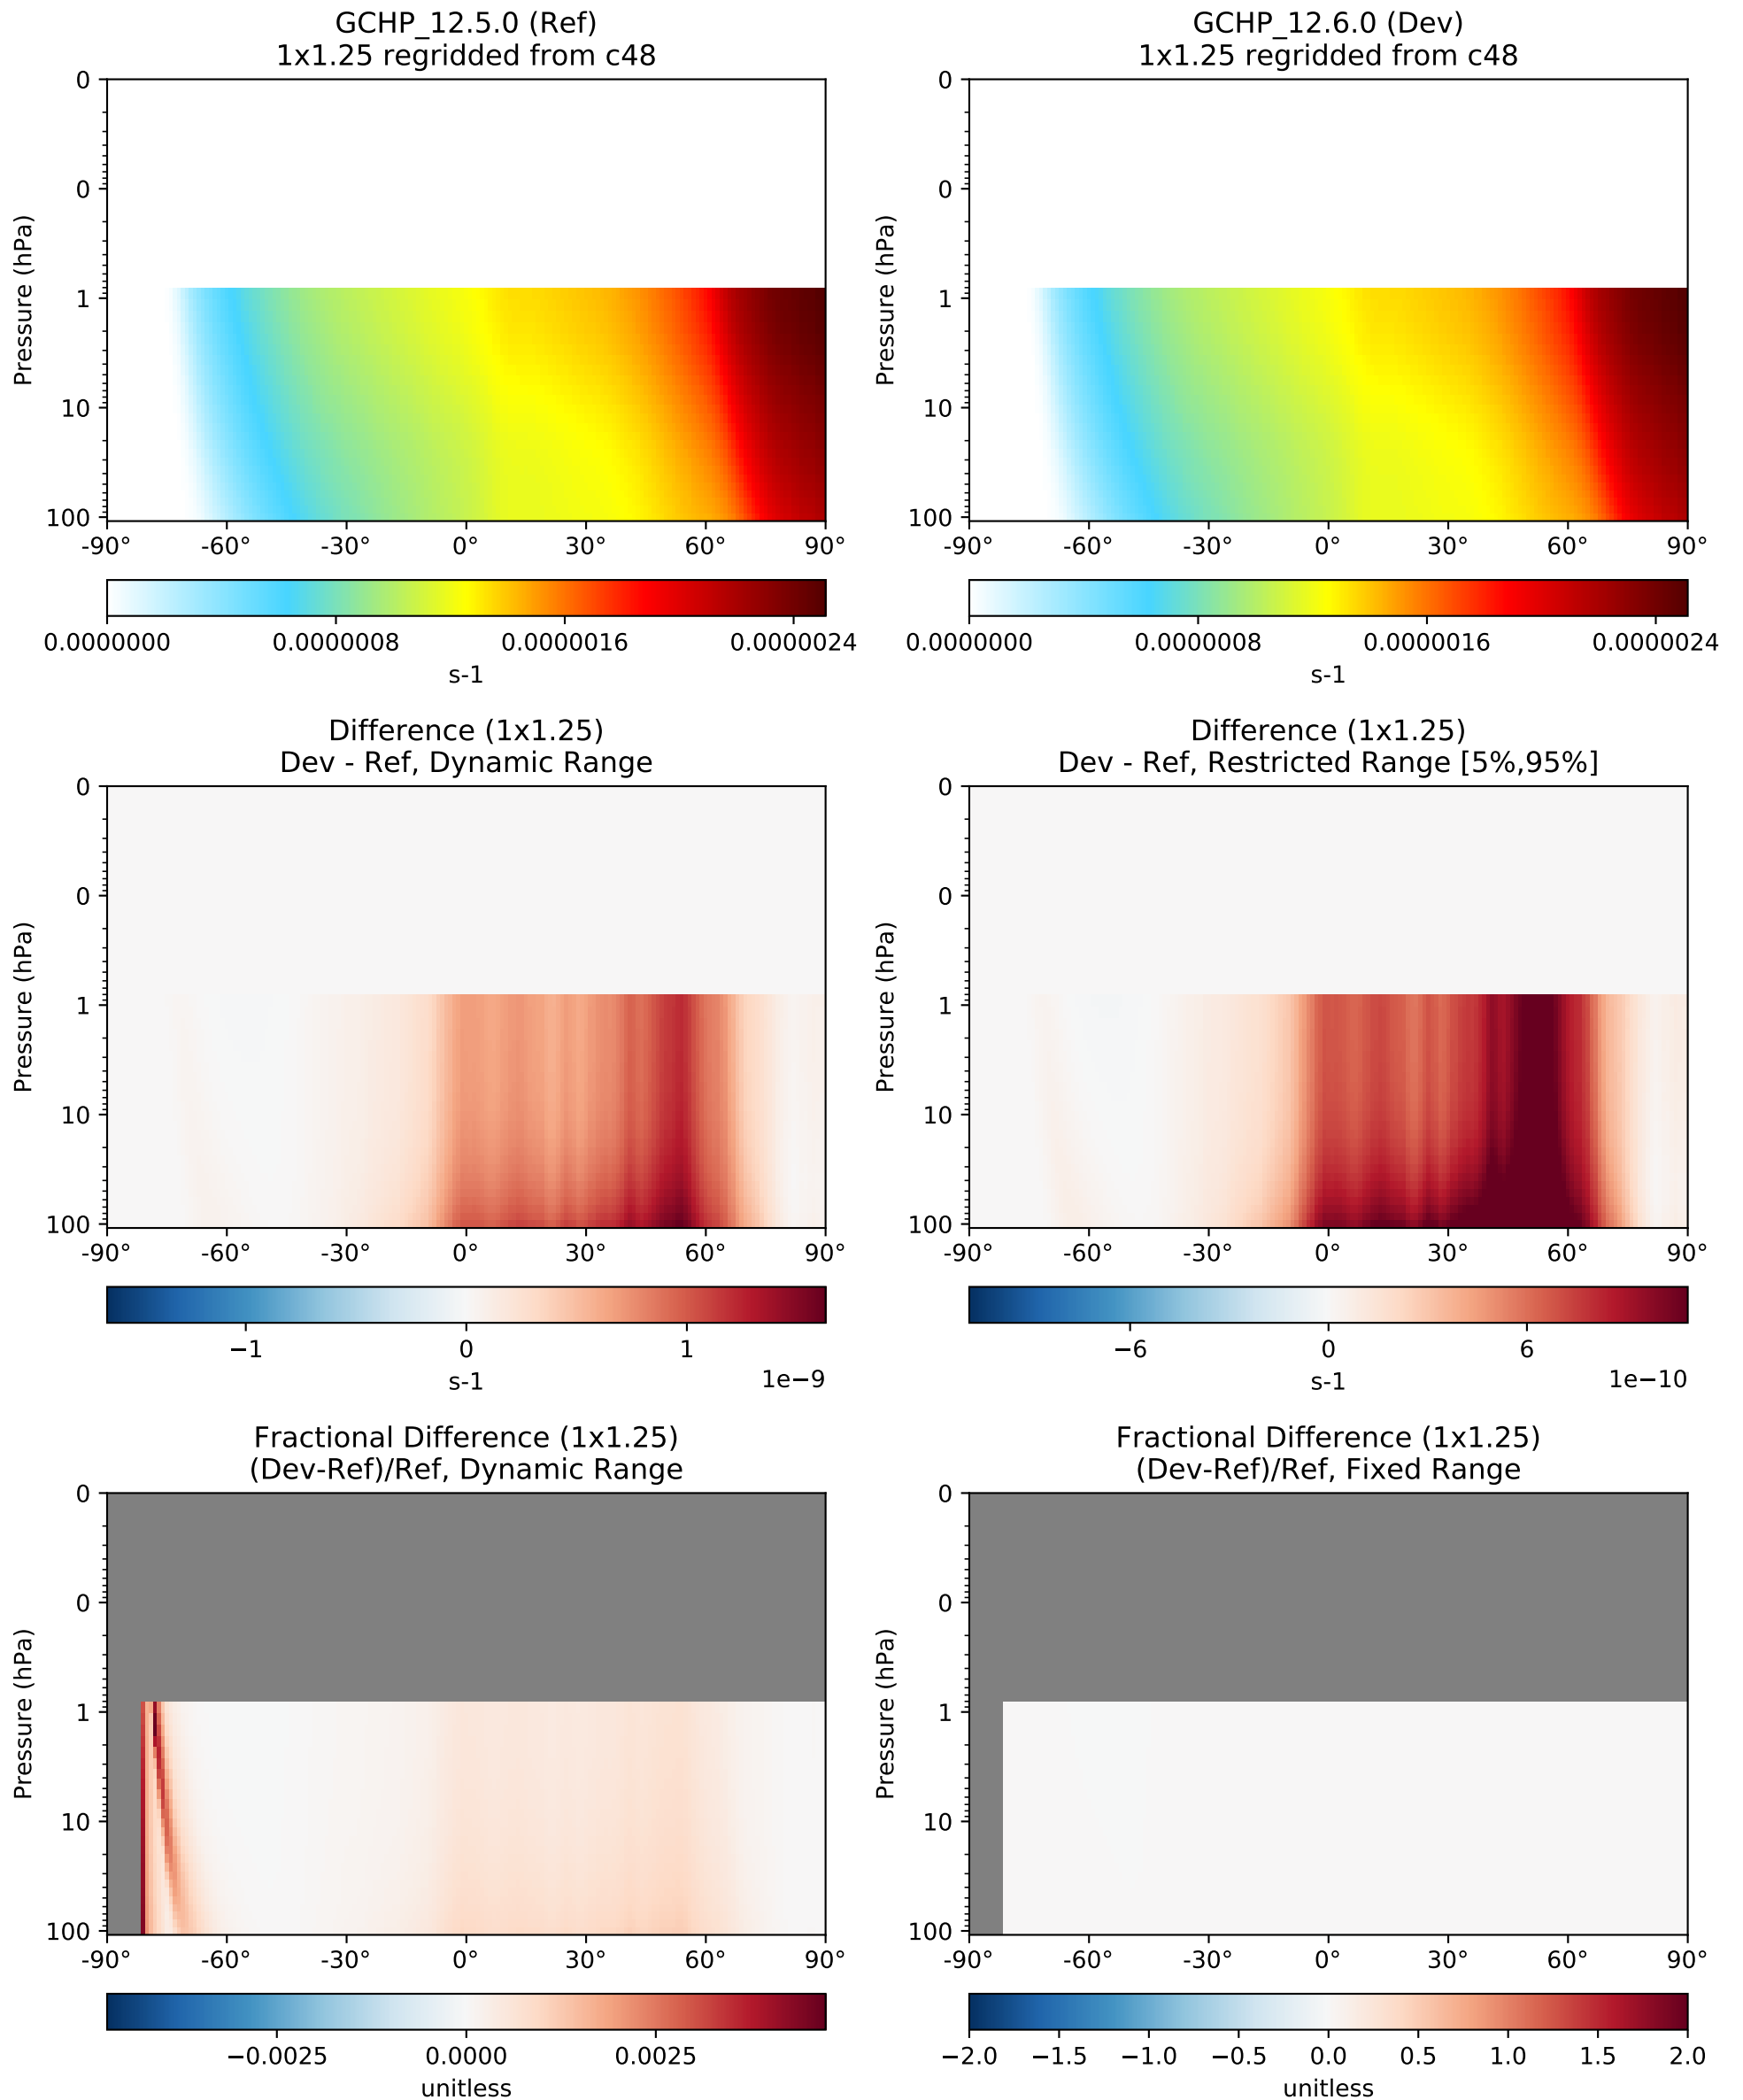 GCHP_12.5.0 (Ref)
1x1.25 regridded from c48
0
0
1
10
100
Pressure (hPa)
-90° -60° -30° 0° 30° 60° 90°
0.0000000 0.0000008 0.0000016 0.0000024
s-1
GCHP_12.6.0 (Dev)
1x1.25 regridded from c48
0
0
1
10
100
Pressure (hPa)
-90° -60° -30° 0° 30° 60° 90°
0.0000000 0.0000008 0.0000016 0.0000024
s-1
Difference (1x1.25)
Dev - Ref, Dynamic Range
0
0
1
10
100
Pressure (hPa)
-90° -60° -30° 0° 30° 60° 90°
−1 0 1
s-1 1e−9
Difference (1x1.25)
Dev - Ref, Restricted Range [5%,95%]
0
0
1
10
100
Pressure (hPa)
-90° -60° -30° 0° 30° 60° 90°
−6 0 6
s-1 1e−10
Fractional Difference (1x1.25)
(Dev-Ref)/Ref, Dynamic Range
0
0
1
10
100
Pressure (hPa)
-90° -60° -30° 0° 30° 60° 90°
−0.0025 0.0000 0.0025
unitless
Fractional Difference (1x1.25)
(Dev-Ref)/Ref, Fixed Range
0
0
1
10
100
Pressure (hPa)
-90° -60° -30° 0° 30° 60° 90°
−2.0 −1.5 −1.0 −0.5 0.0 0.5 1.0 1.5 2.0
unitless